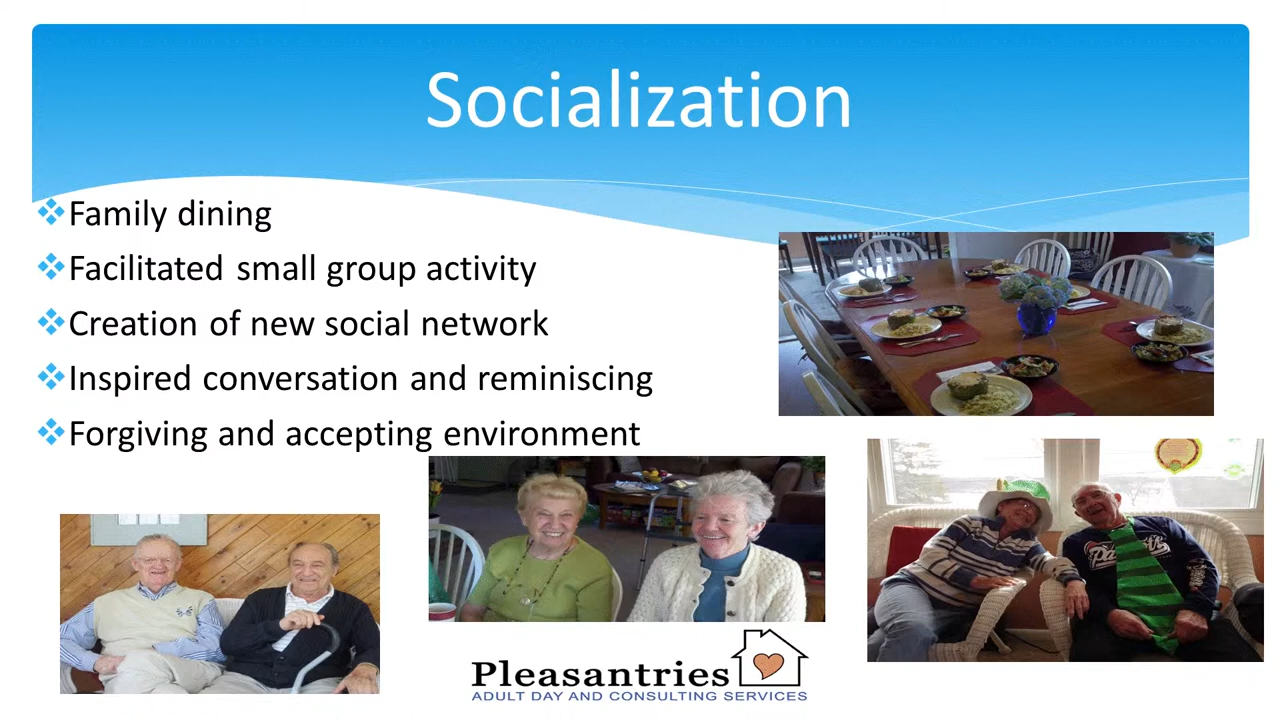 Socialization
Family dining
Facilitated small group activity
Creation of new social network
Inspired conversation and reminiscing
Forgiving and accepting environment
Pleasantries
ADULT DAY AND CONSULTING SERVICES